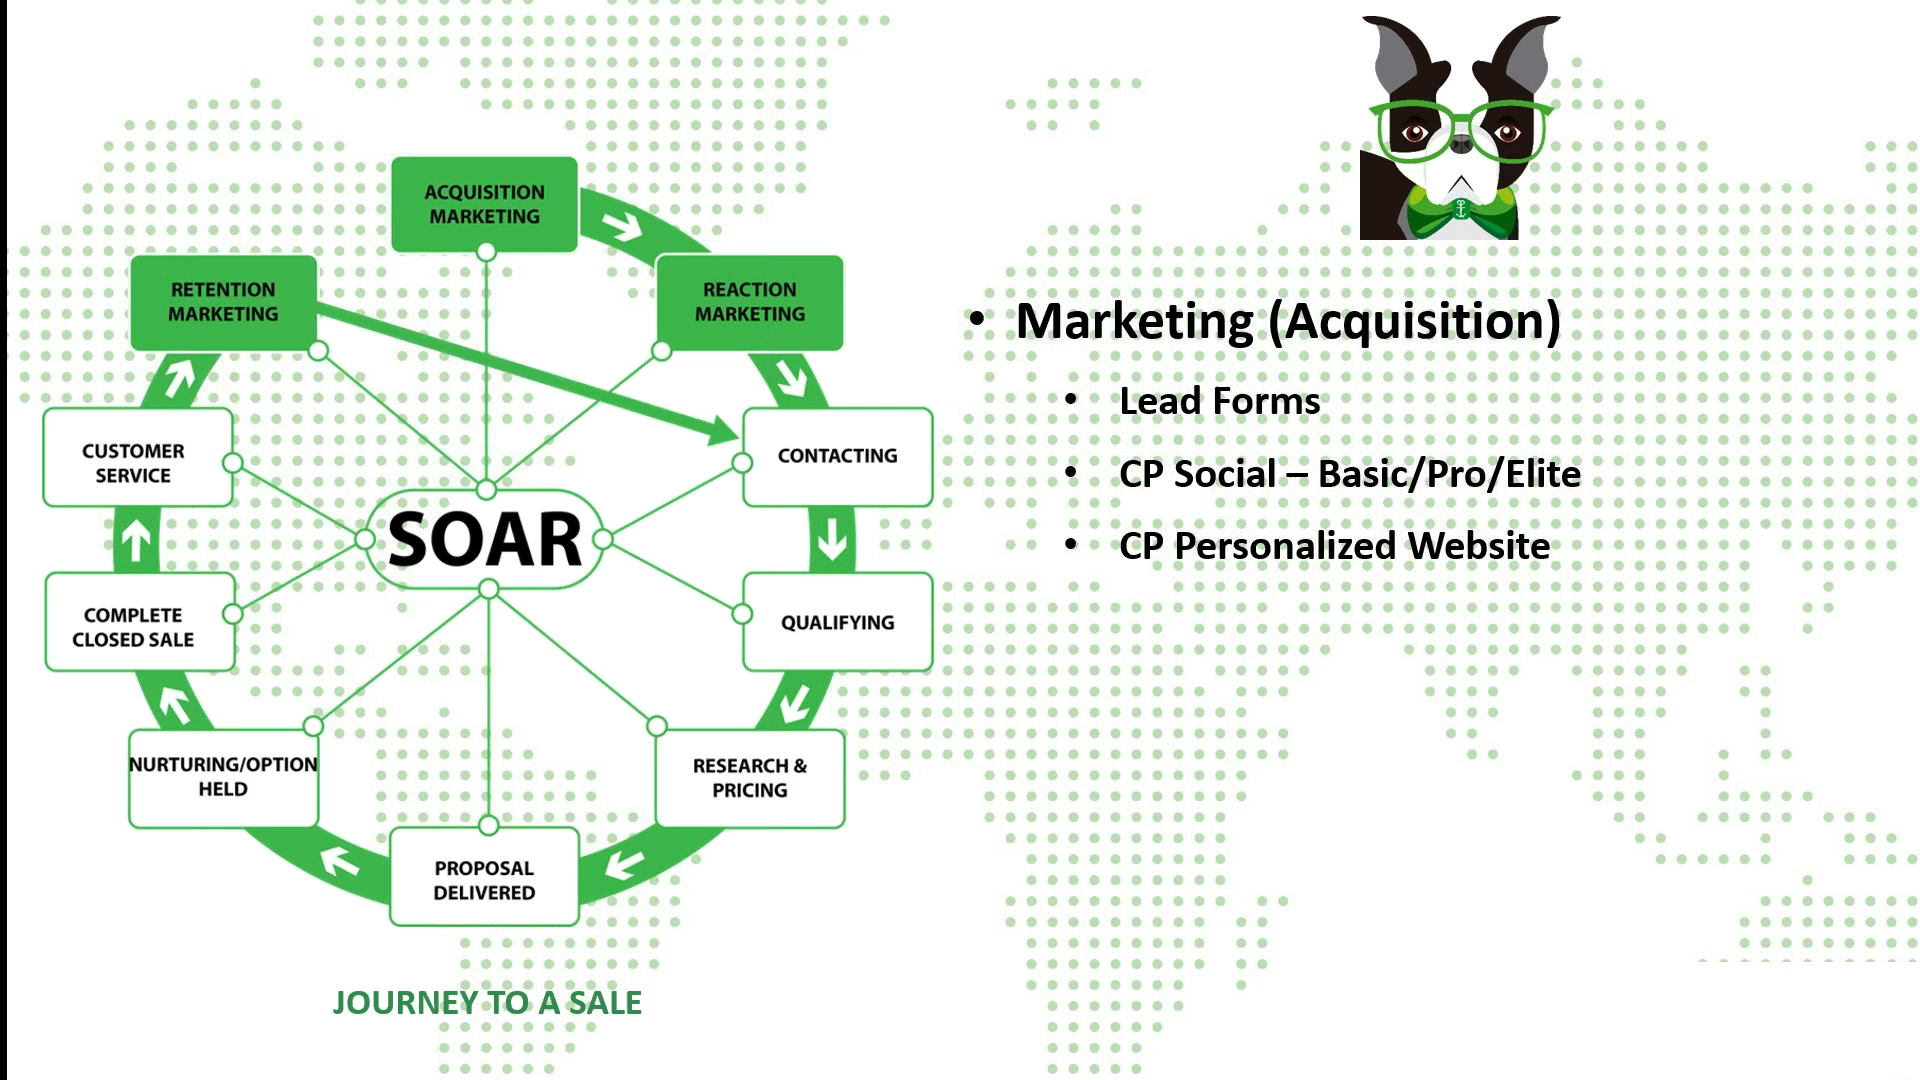 ACQUISITION
MARKETING
RETENTION
MARKETING
REACTION
MARKETING
CUSTOMER
SERVICE
CONTACTING
SOAR
COMPLETE
CLOSED SALE
QUALIFYING
NURTURING/OPTION
HELD
RESEARCH &
PRICING
PROPOSAL
DELIVERED
JOURNEY TO A SALE
• Marketing (Acquisition)
• Lead Forms
• CP Social – Basic/Pro/Elite
• CP Personalized Website